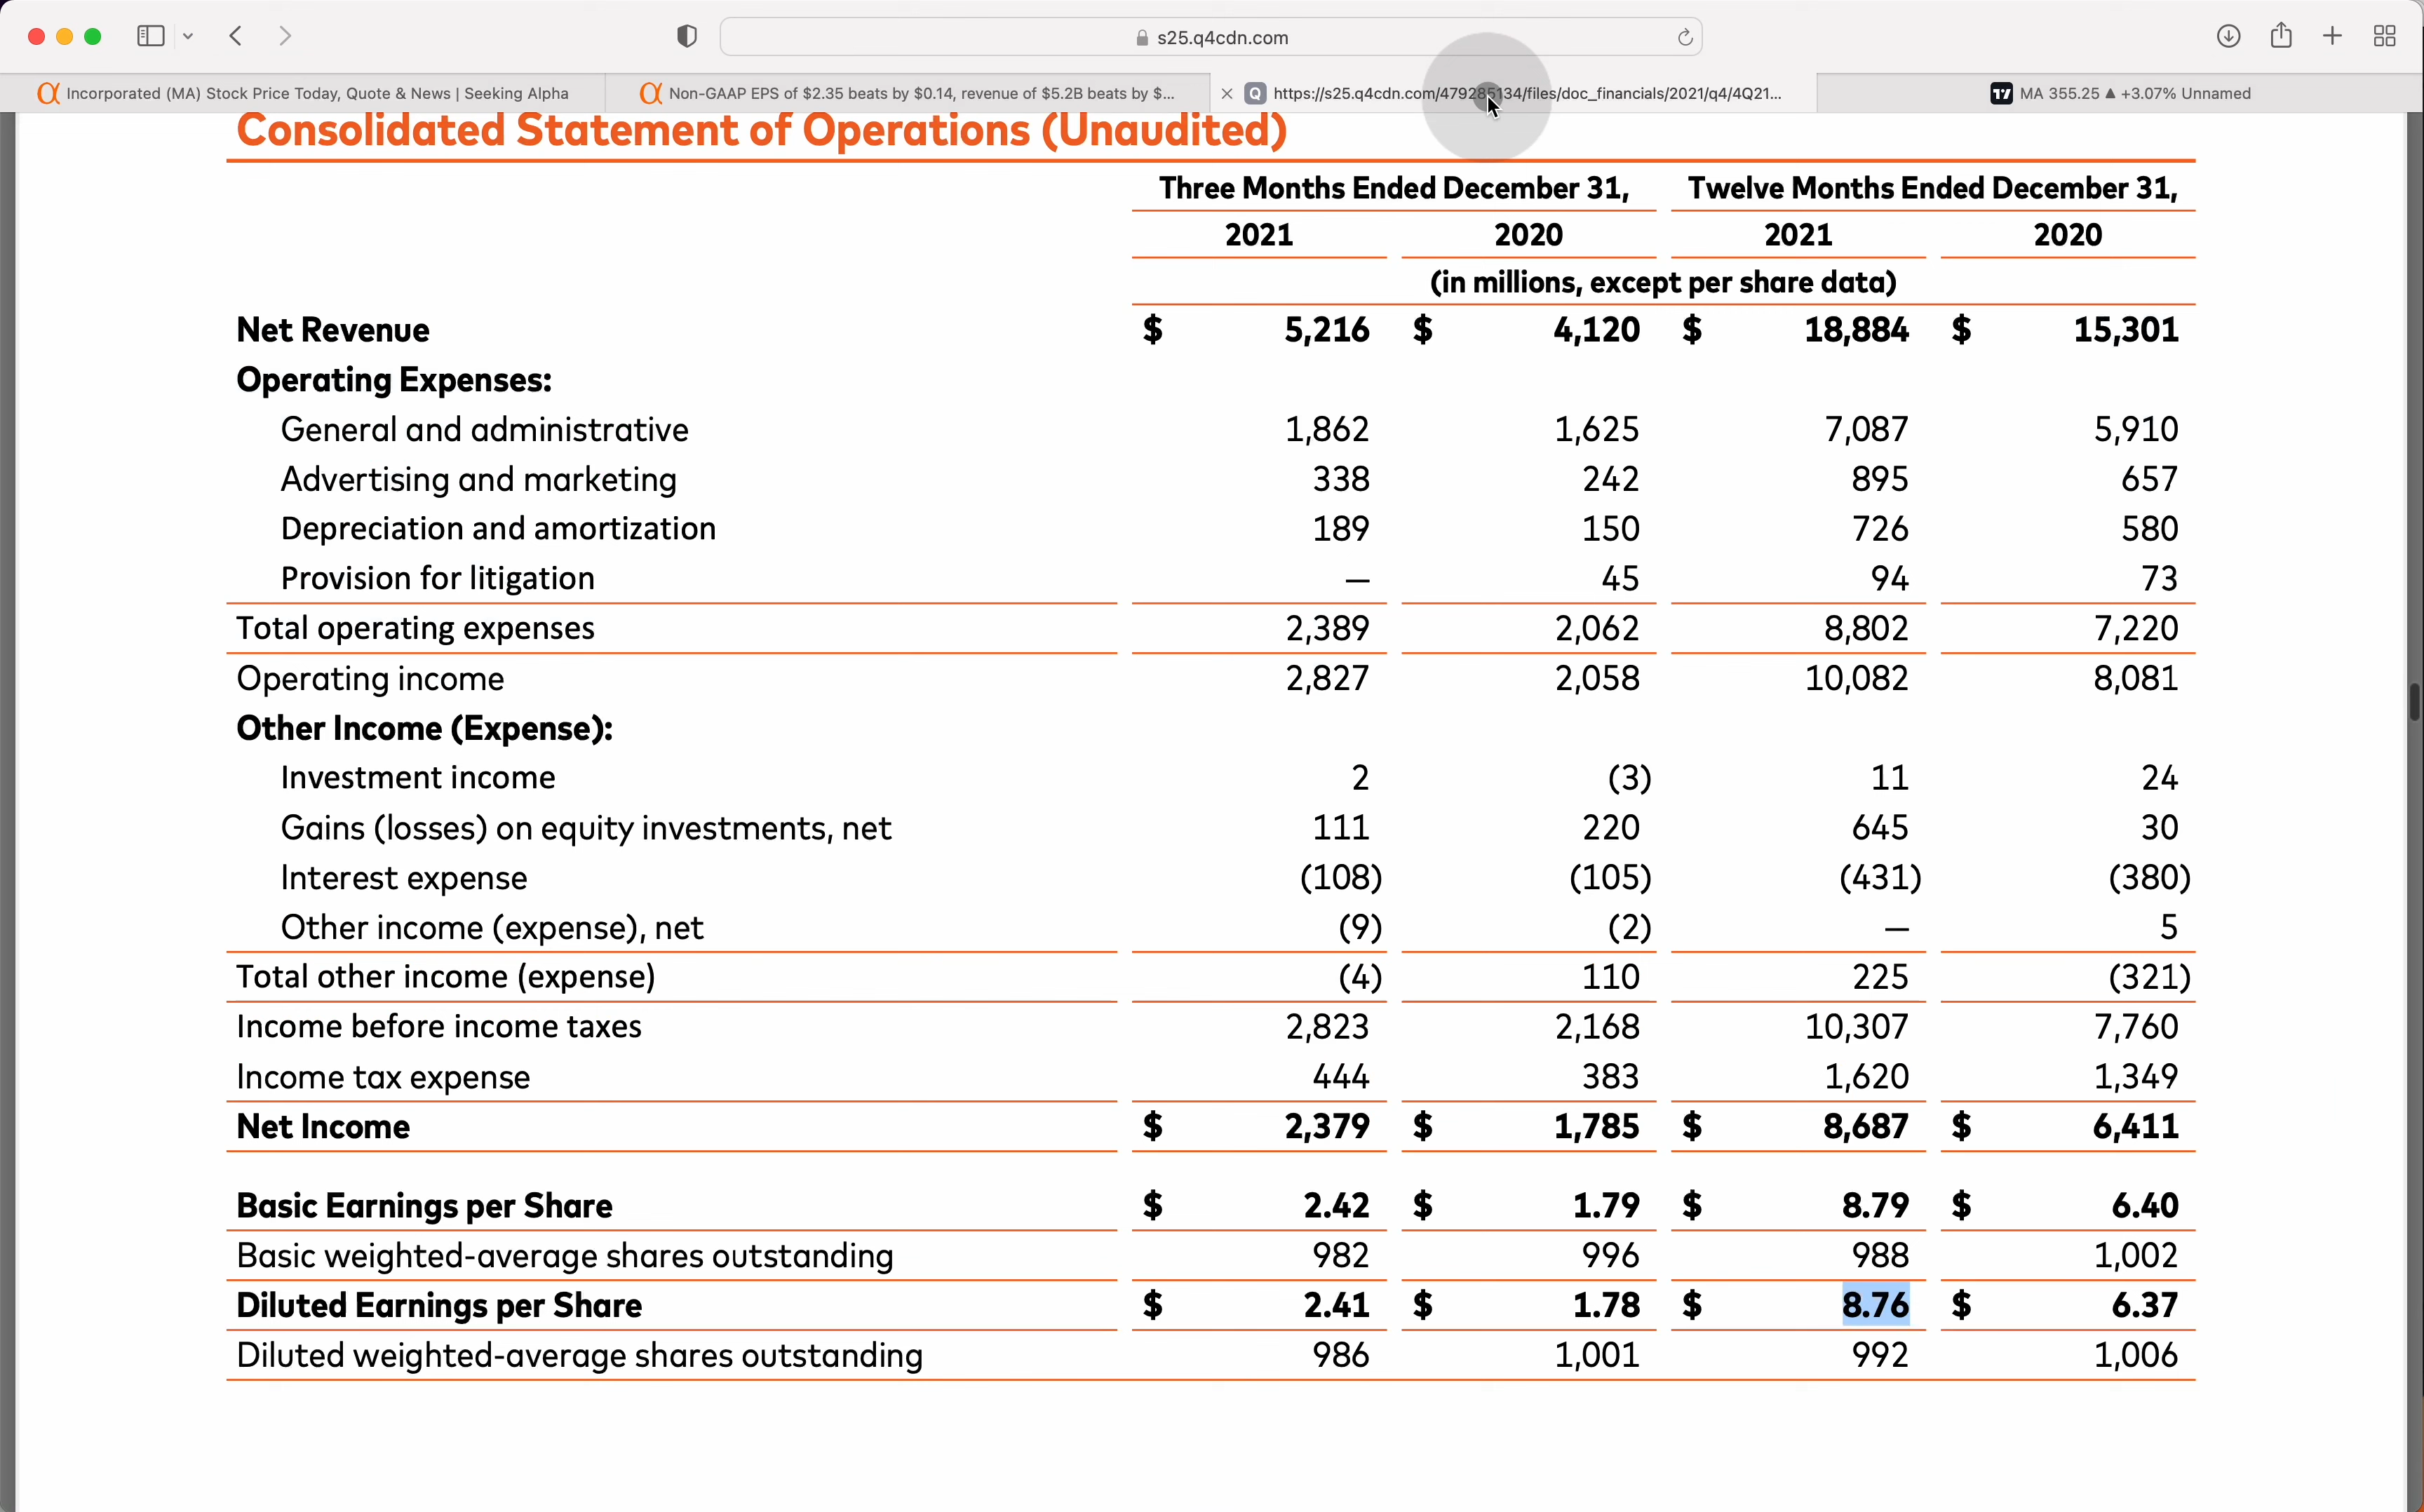 s25.q4cdn.com
Incorporated (MA) Stock Price Today, Quote & News | Seeking Alpha
Non-GAAP EPS of $2.35 beats by $0.14, revenue of $5.2B beats by $...
https://s25.q4cdn.com/479285134/files/doc_financials/2021/q4/4Q21...
MA 355.25 ▲ +3.07% Unnamed
Consolidated Statement of Operations (Unaudited)
Three Months Ended December 31, Twelve Months Ended December 31,
2021 2020 2021 2020
(in millions, except per share data)
Net Revenue $ 5,216 $ 4,120 $ 18,884 $ 15,301
Operating Expenses:
General and administrative 1,862 1,625 7,087 5,910
Advertising and marketing 338 242 895 657
Depreciation and amortization 189 150 726 580
Provision for litigation — 45 94 73
Total operating expenses 2,389 2,062 8,802 7,220
Operating income 2,827 2,058 10,082 8,081
Other Income (Expense):
Investment income 2 (3) 11 24
Gains (losses) on equity investments, net 111 220 645 30
Interest expense (108) (105) (431) (380)
Other income (expense), net (9) (2) — 5
Total other income (expense) (4) 110 225 (321)
Income before income taxes 2,823 2,168 10,307 7,760
Income tax expense 444 383 1,620 1,349
Net Income $ 2,379 $ 1,785 $ 8,687 $ 6,411
Basic Earnings per Share $ 2.42 $ 1.79 $ 8.79 $ 6.40
Basic weighted-average shares outstanding 982 996 988 1,002
Diluted Earnings per Share $ 2.41 $ 1.78 $ 8.76 $ 6.37
Diluted weighted-average shares outstanding 986 1,001 992 1,006